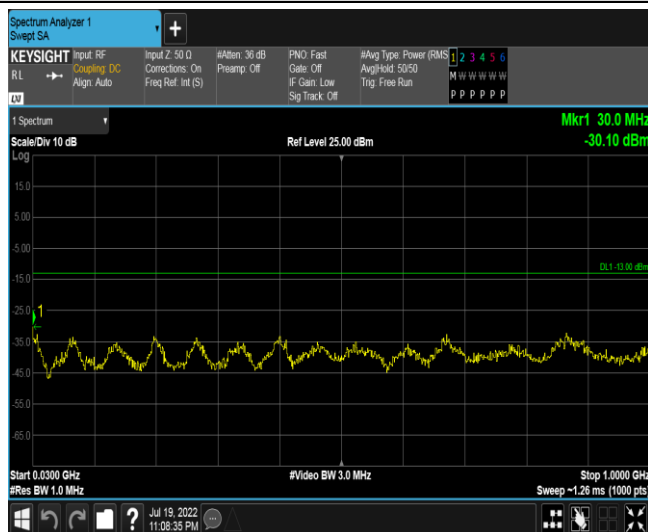 Spectrum Analyzer 1
Swept SA
+
KEYSIGHT
RL
LXI
Input: RF
Coupling: DC
Align: Auto
Input Z: 50 Ω
Corrections: On
Freq Ref: Int (S)
#Atten: 36 dB
Preamp: Off
PNO: Fast
Gate: Off
IF Gain: Low
Sig Track: Off
#Avg Type: Power (RMS
Avg|Hold: 50/50
Trig: Free Run
1 2 3 4 5 6
M W W W W W
P P P P P P
1 Spectrum
Mkr1 30.0 MHz
Scale/Div 10 dB
Ref Level 25.00 dBm
-30.10 dBm
Log
15.0
5.00
-5.00
DL1 -13.00 dBm
-15.0
-25.0
1
-35.0
-45.0
-55.0
-65.0
Start 0.0300 GHz
#Video BW 3.0 MHz
Stop 1.0000 GHz
#Res BW 1.0 MHz
Sweep ~1.26 ms (1000 pts)
?
Jul 19, 2022
11:08:35 PM